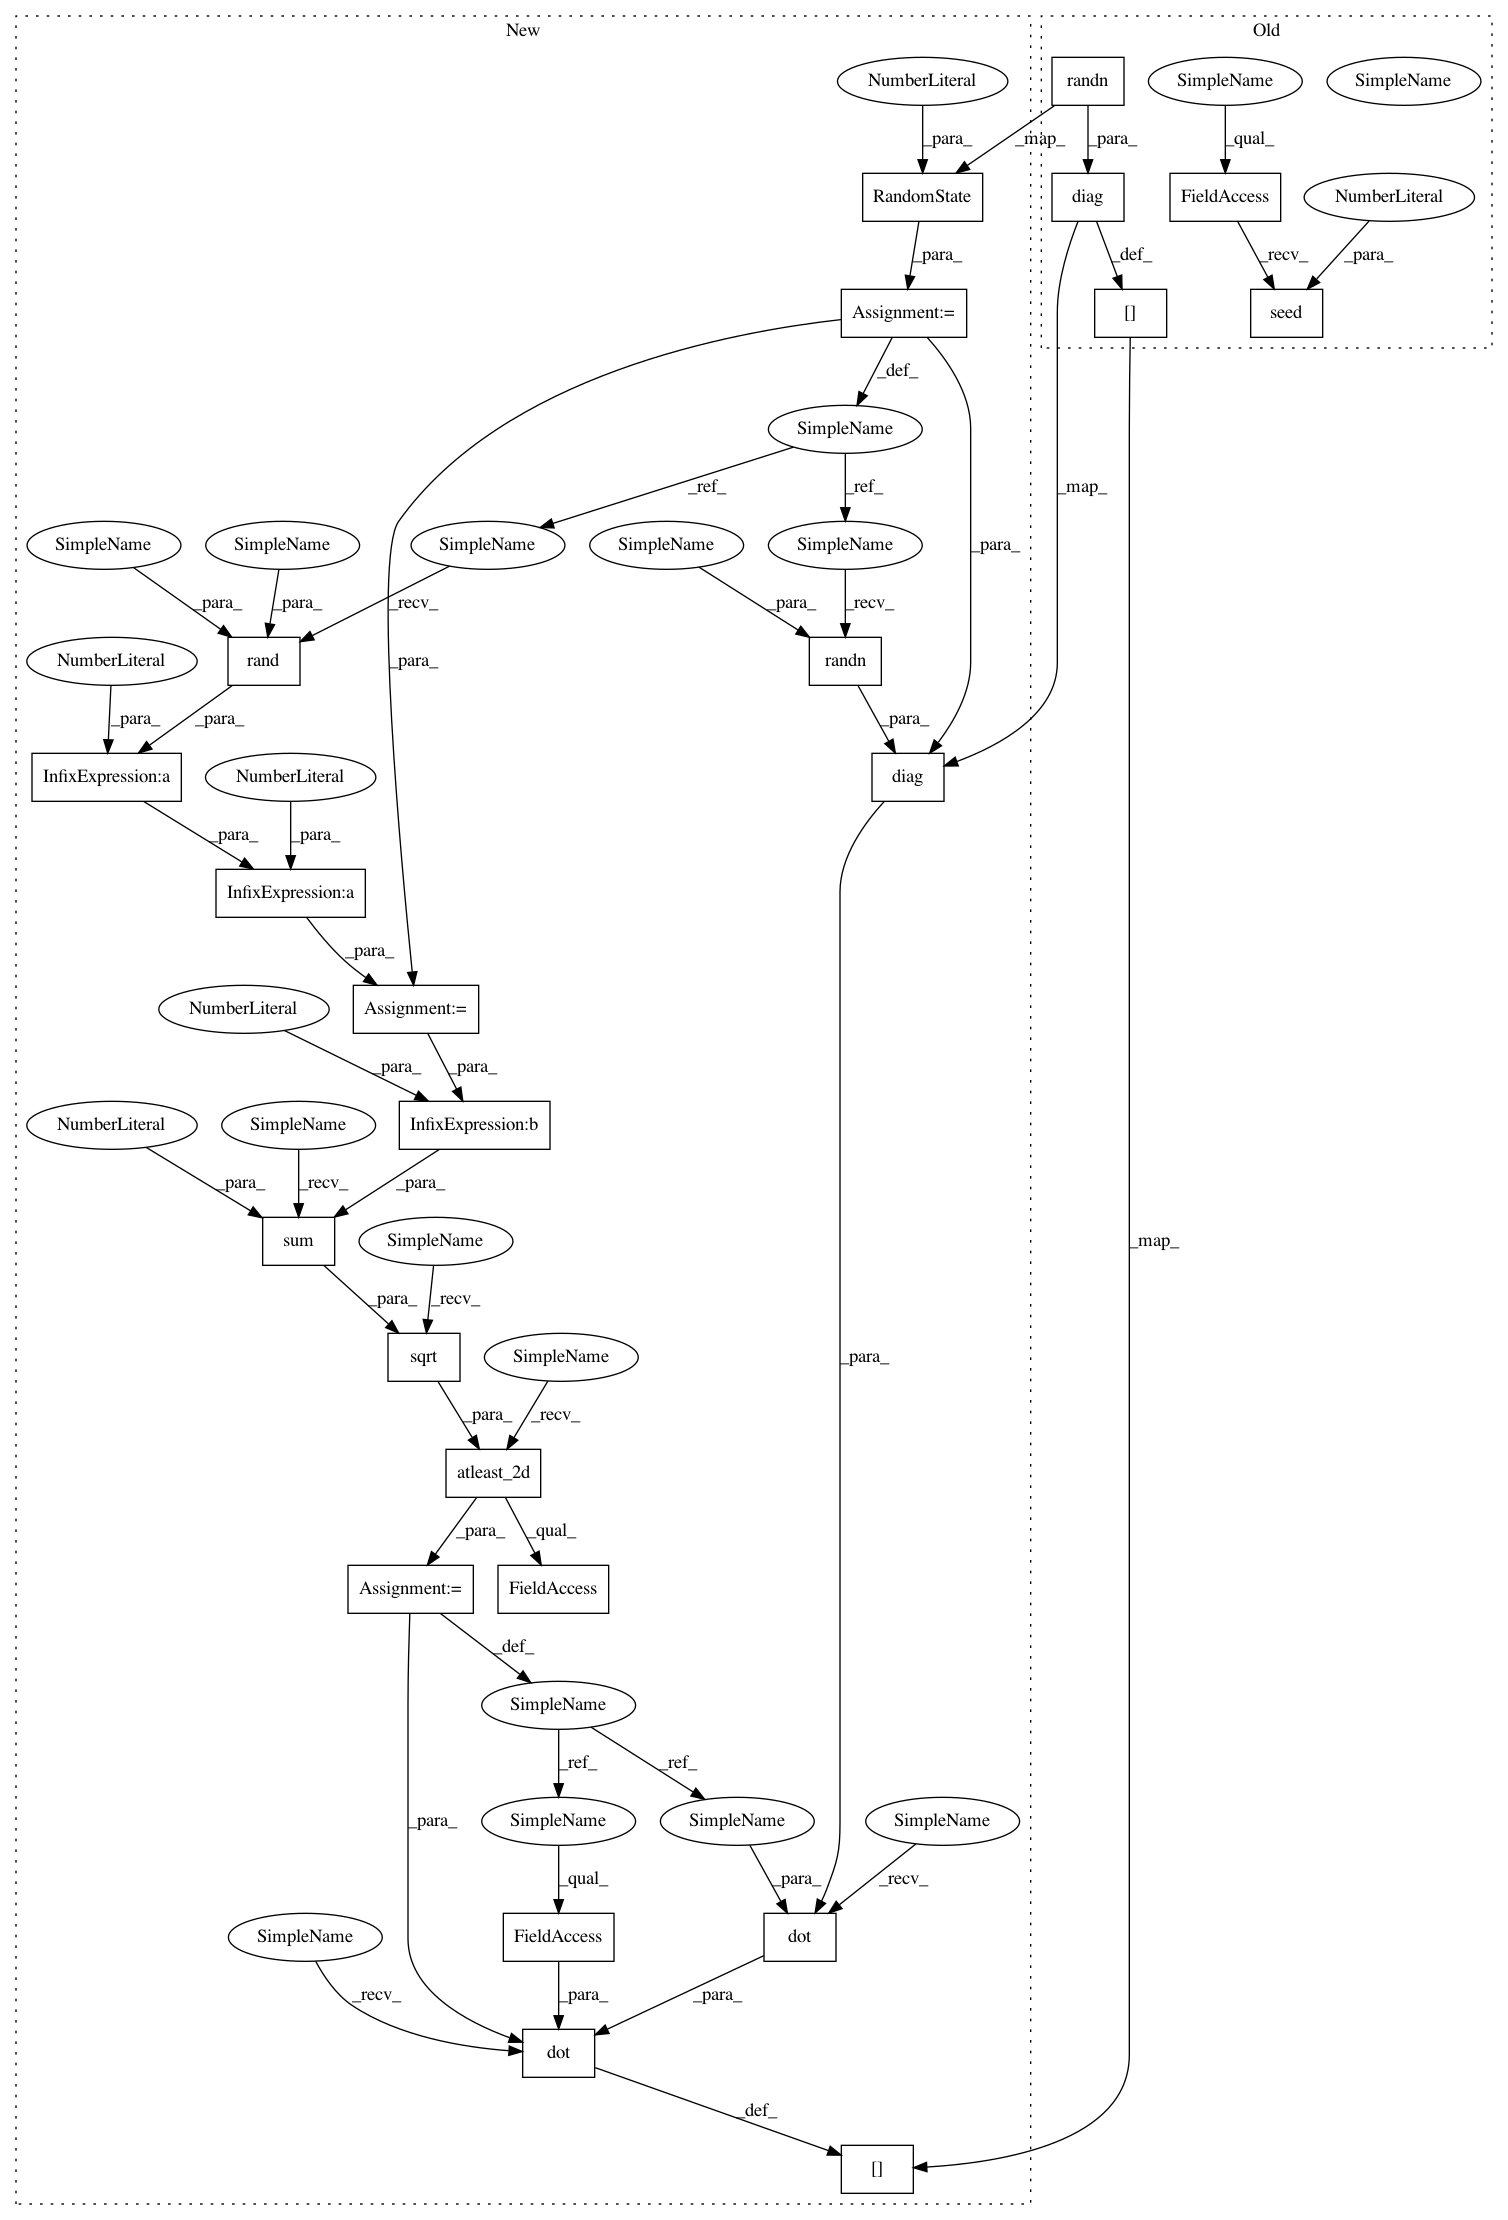 New
Old
NumberLiteral
randn
SimpleName
SimpleName
_para_
_map_
_para_
_qual_
RandomState
diag
FieldAccess
NumberLiteral
_para_
_def_
_recv_
_para_
Assignment:=
[]
seed
_def_
SimpleName
_ref_
_ref_
_map_
SimpleName
SimpleName
SimpleName
SimpleName
SimpleName
_para_
_para_
_para_
_recv_
_para_
_recv_
NumberLiteral
rand
_para_
randn
_para_
_para_
_para_
InfixExpression:a
NumberLiteral
diag
_para_
_para_
InfixExpression:a
_para_
NumberLiteral
Assignment:=
_para_
_para_
NumberLiteral
SimpleName
InfixExpression:b
_para_
_recv_
_para_
sum
SimpleName
_map_
_para_
_recv_
sqrt
SimpleName
_para_
_para_
_recv_
atleast_2d
_para_
_qual_
Assignment:=
FieldAccess
_def_
SimpleName
_ref_
_ref_
_para_
SimpleName
SimpleName
SimpleName
_qual_
_para_
_recv_
SimpleName
FieldAccess
dot
_recv_
_para_
_para_
dot
_def_
[]